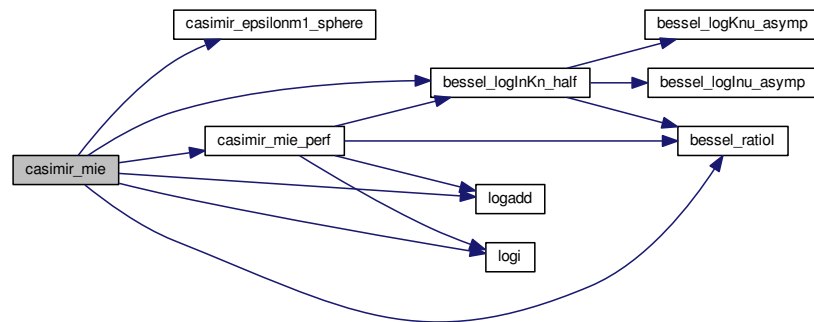 casimir_epsilonm1_sphere
bessel_logKnu_asymp
bessel_logInKn_half
bessel_logInu_asymp
casimir_mie_perf
bessel_ratioI
casimir_mie
logadd
logi